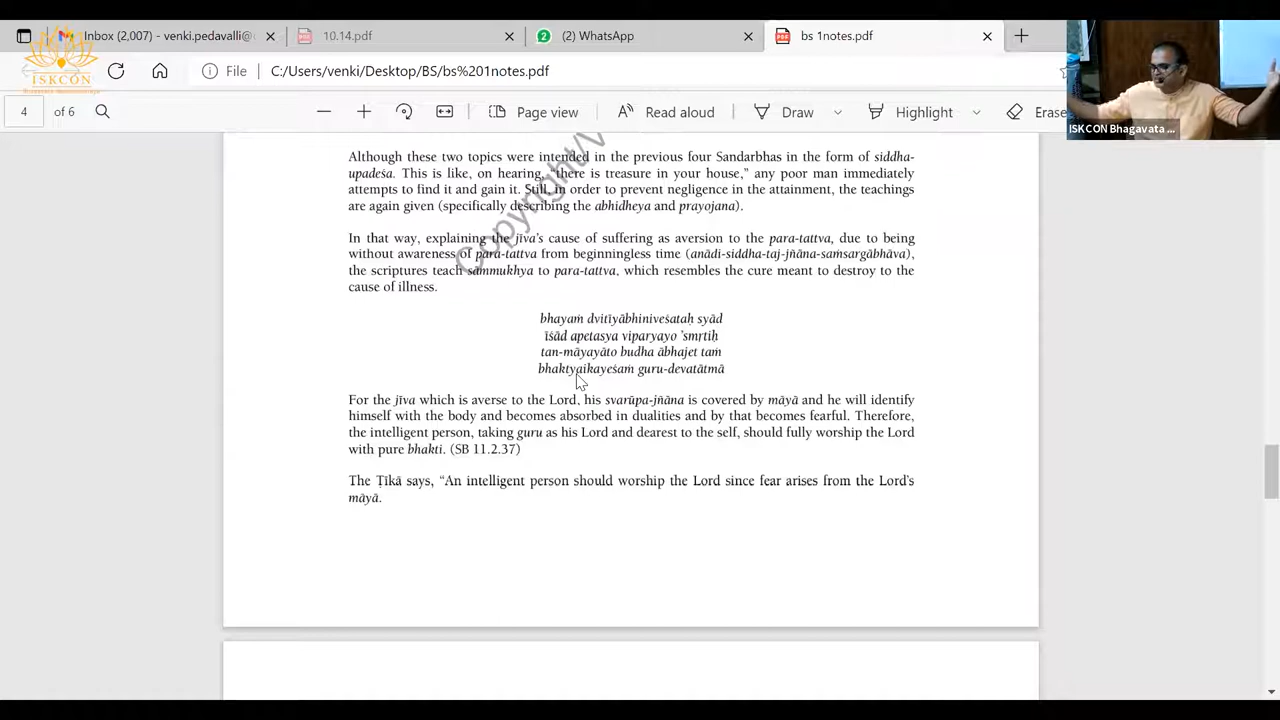 Inbox (2,007) - venki.pedavalli@
10.14.pdf
(2) WhatsApp
bs 1notes.pdf
ISKCON
File
C:/Users/venki/Desktop/BS/bs%201notes.pdf
4 of 6
Page view
Read aloud
Draw
Highlight
Erase
ISKCON Bhagavata ...
Copyright
Although these two topics were intended in the previous four Sandarbhas in the form of siddha-
upadeśa. This is like, on hearing, “there is treasure in your house,” any poor man immediately
attempts to find it and gain it. Still, in order to prevent negligence in the attainment, the teachings
are again given (specifically describing the abhidheya and prayojana).
In that way, explaining the jīva’s cause of suffering as aversion to the para-tattva, due to being
without awareness of para-tattva from beginningless time (anādi-siddha-taj-jñāna-saṁsargābhāva),
the scriptures teach sāmmukhya to para-tattva, which resembles the cure meant to destroy to the
cause of illness.
bhayaṁ dvitīyābhiniveśataḥ syād
īśād apetasya viparyayo ’smṛtiḥ
tan-māyayāto budha ābhajet taṁ
bhaktyaikayeśaṁ guru-devatātmā
For the jīva which is averse to the Lord, his svarūpa-jñāna is covered by māyā and he will identify
himself with the body and becomes absorbed in dualities and by that becomes fearful. Therefore,
the intelligent person, taking guru as his Lord and dearest to the self, should fully worship the Lord
with pure bhakti. (SB 11.2.37)
The Ṭīkā says, “An intelligent person should worship the Lord since fear arises from the Lord’s
māyā.